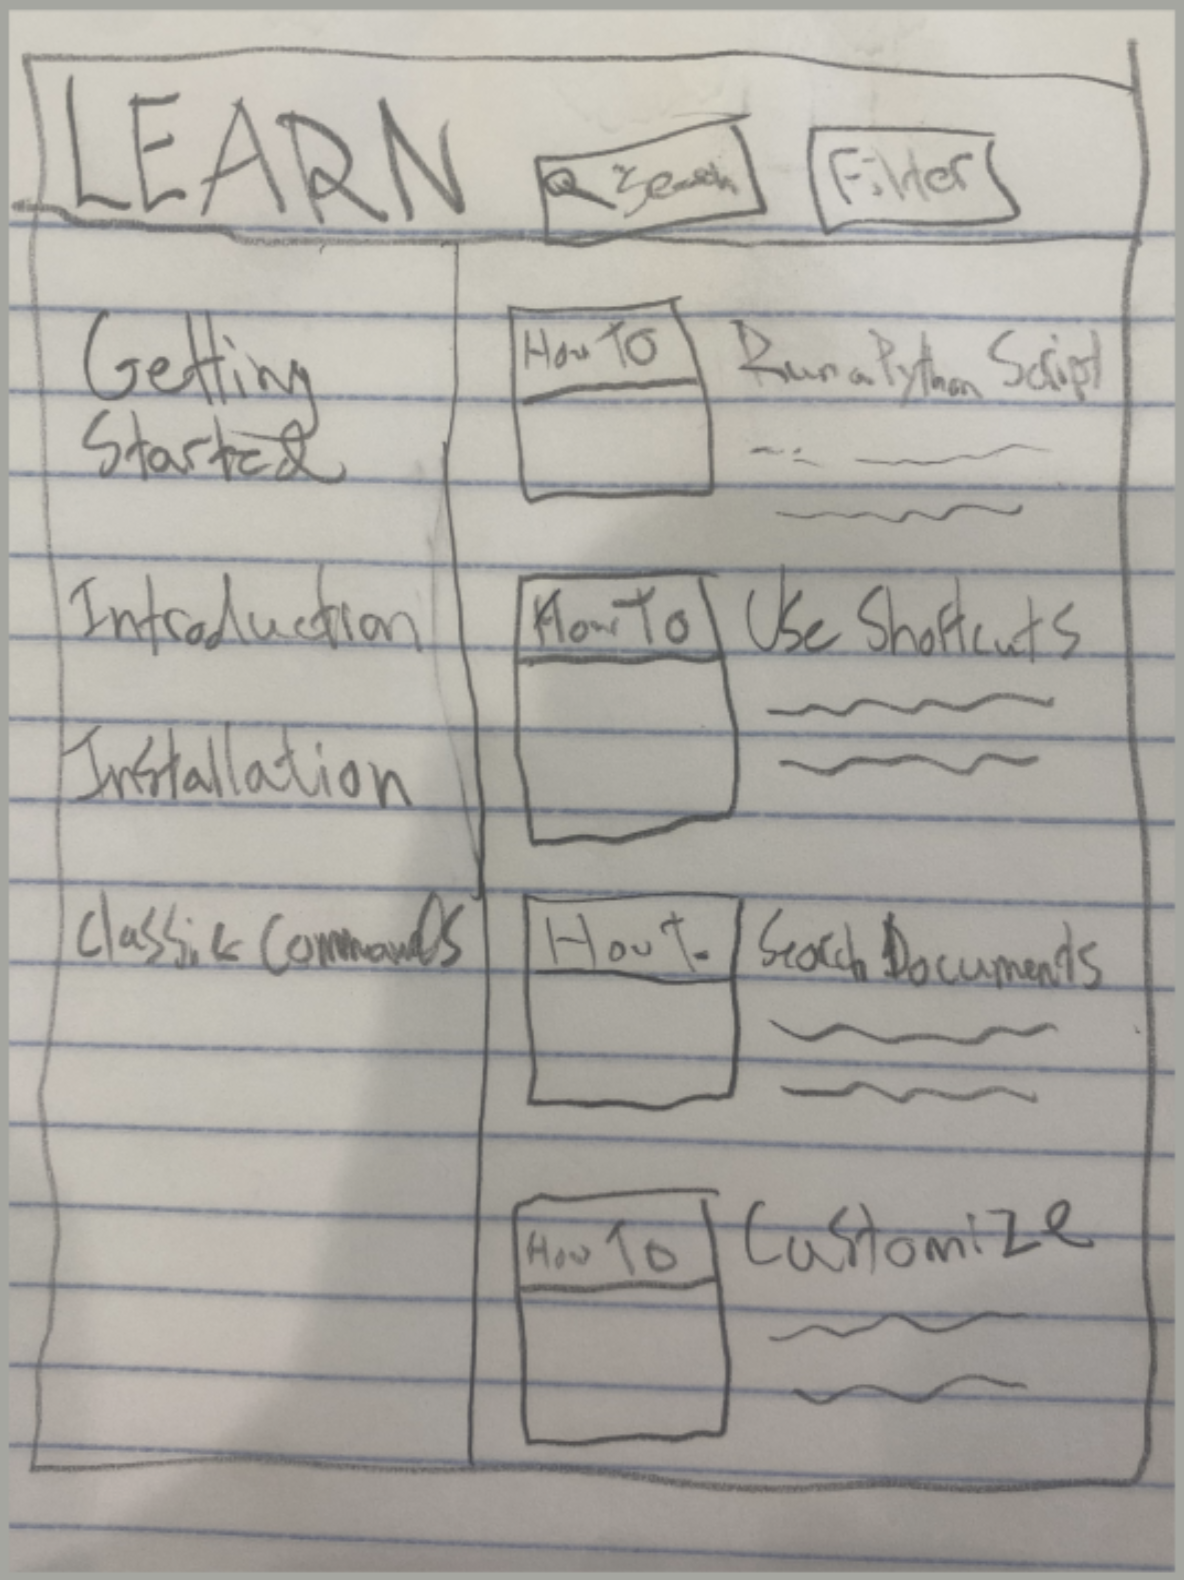 LEARN
Search
Filter
Getting
Started
Introduction
Installation
Classic Commands
How To
Run a Python Script
How To
Use Shortcuts
How To
Search Documents
How To
Customize